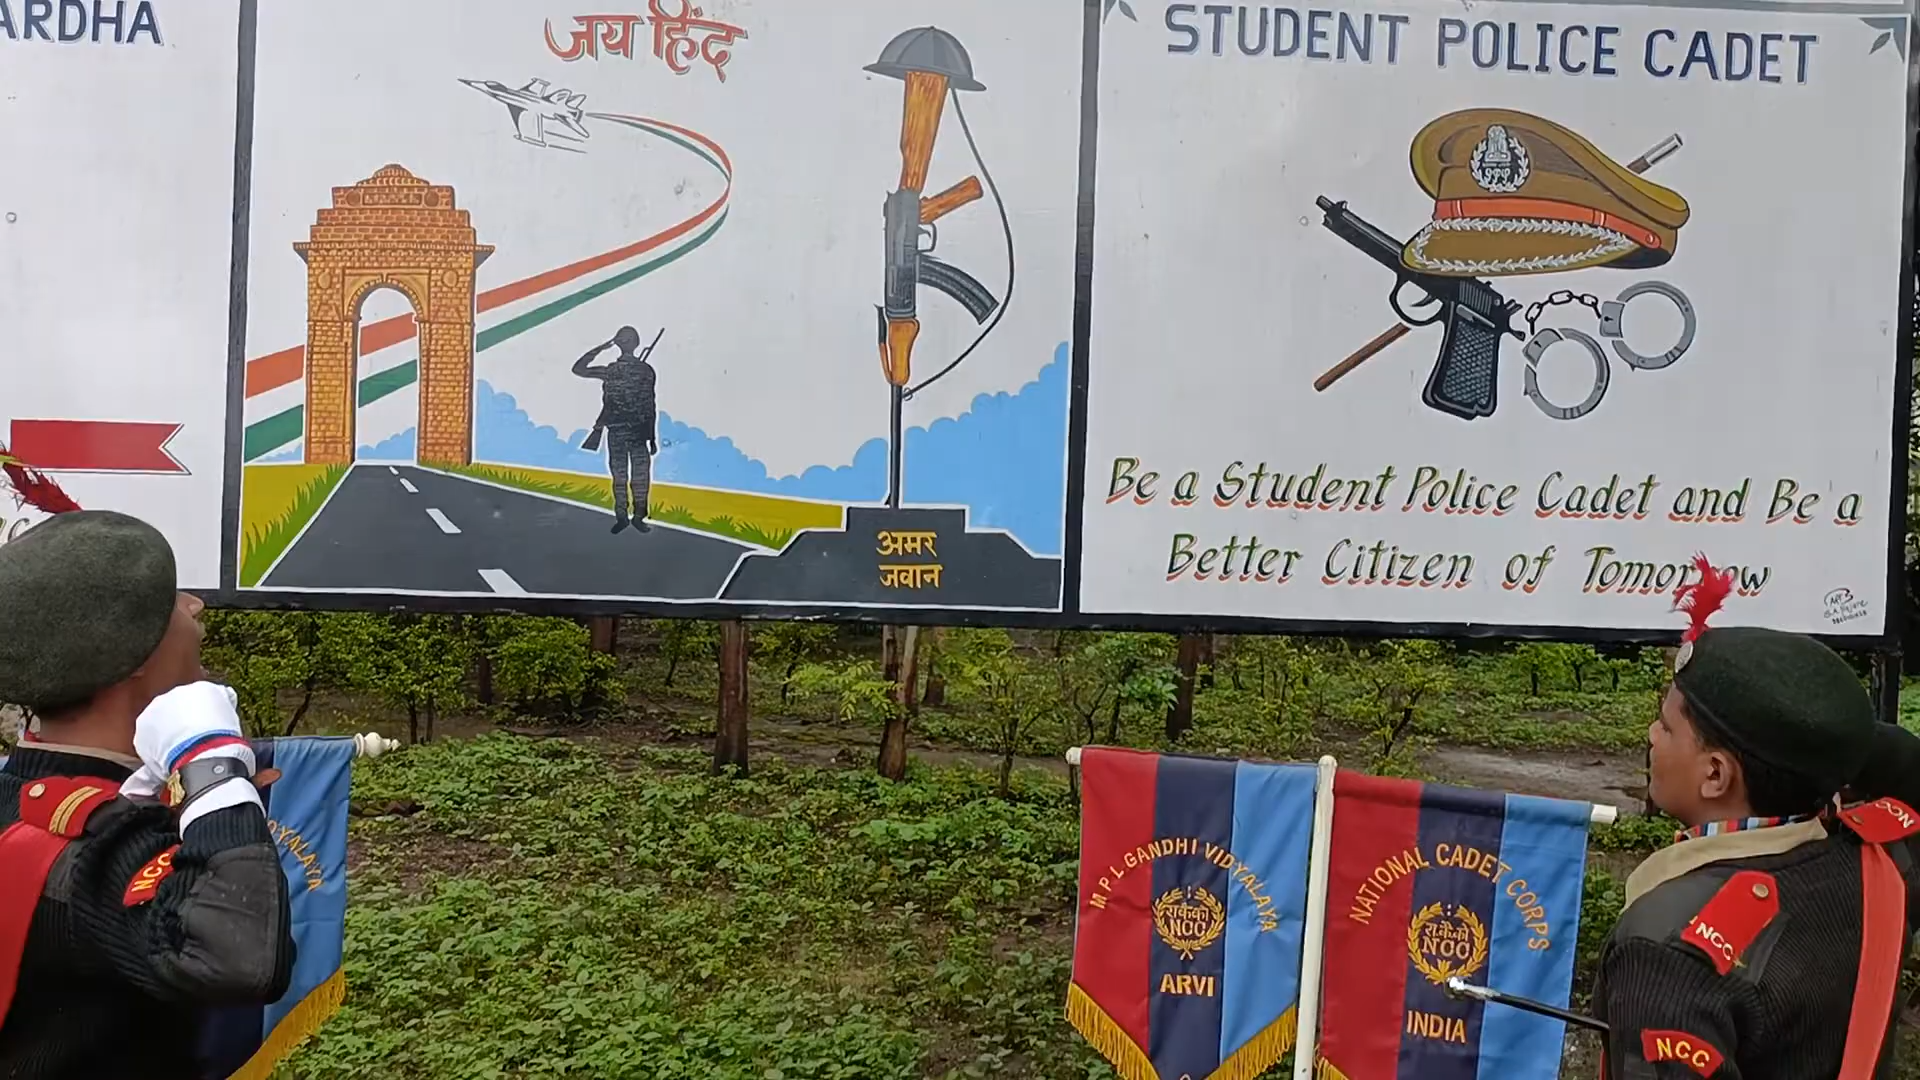 ARDHA
जय हिंद
STUDENT POLICE CADET
अमर
जवान
Be a Student Police Cadet and Be a
Better Citizen of Tomorrow
NCC
M P L GANDHI VIDYALAYA
NCC
ARVI
NATIONAL CADET CORPS
NCC
INDIA
NCC
NCC